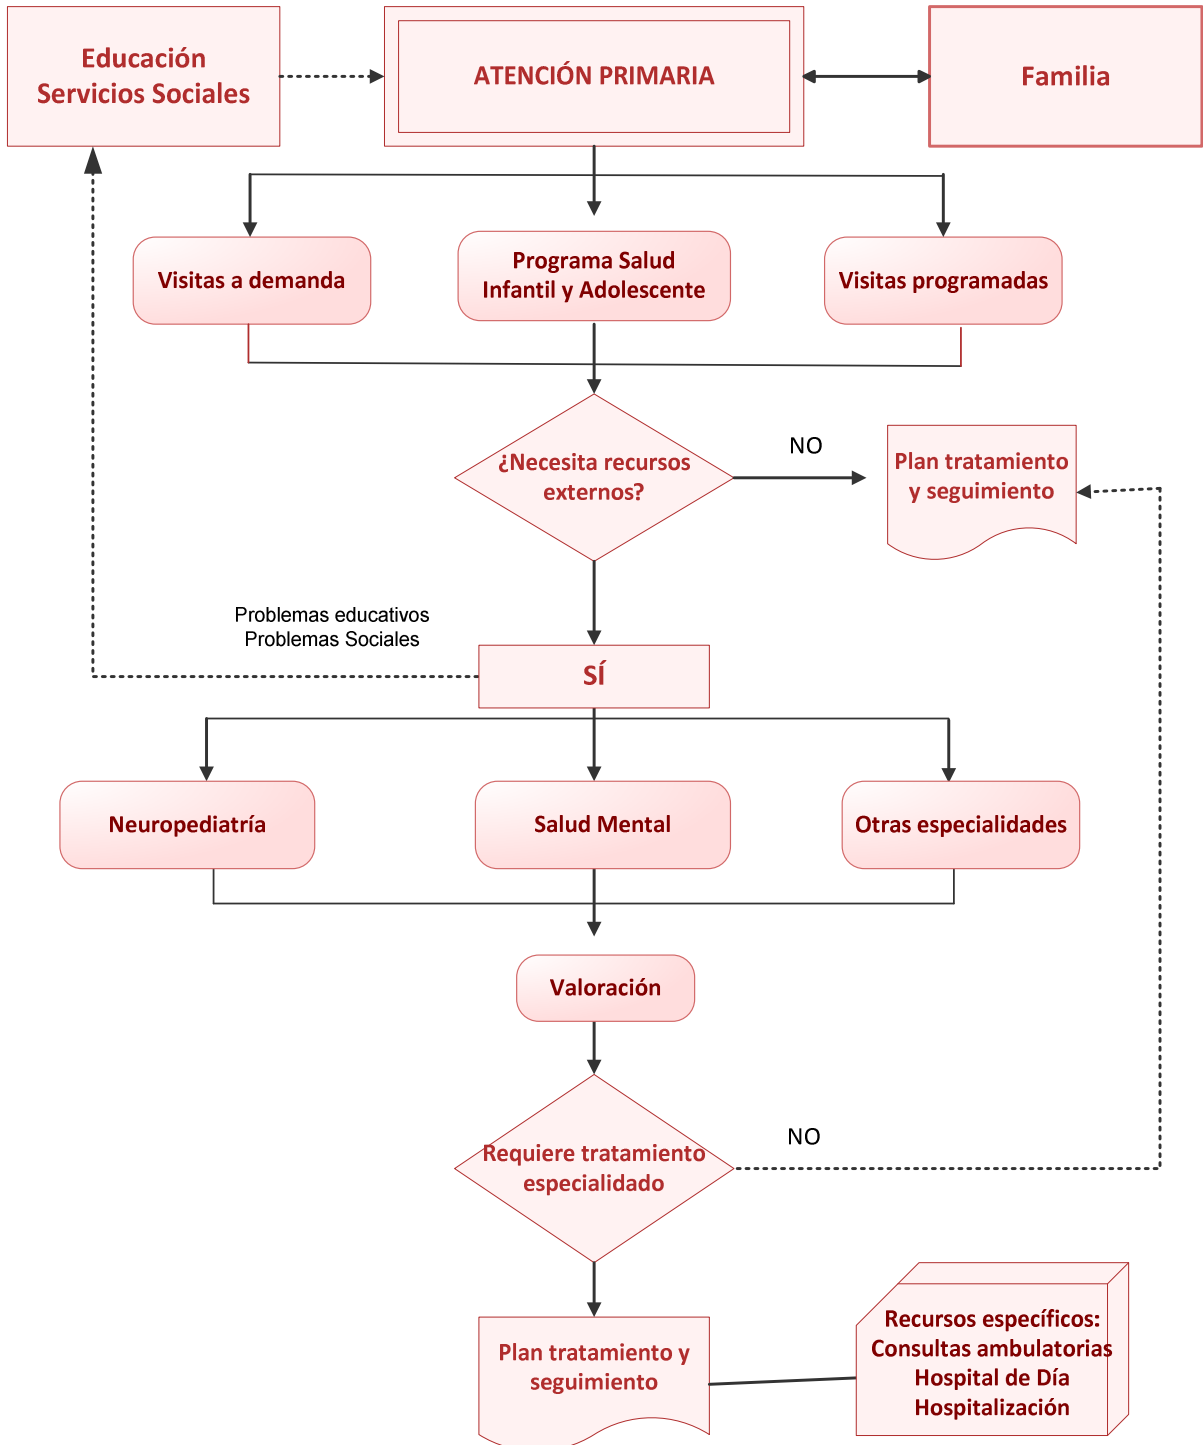 Educación
Servicios Sociales
ATENCIÓN PRIMARIA
Familia
Visitas a demanda
Programa Salud
Infantil y Adolescente
Visitas programadas
¿Necesita recursos
externos?
NO
Plan tratamiento
y seguimiento
Problemas educativos
Problemas Sociales
SÍ
Neuropediatría
Salud Mental
Otras especialidades
Valoración
Requiere tratamiento
especialidado
NO
Plan tratamiento y
seguimiento
Recursos específicos:
Consultas ambulatorias
Hospital de Día
Hospitalización